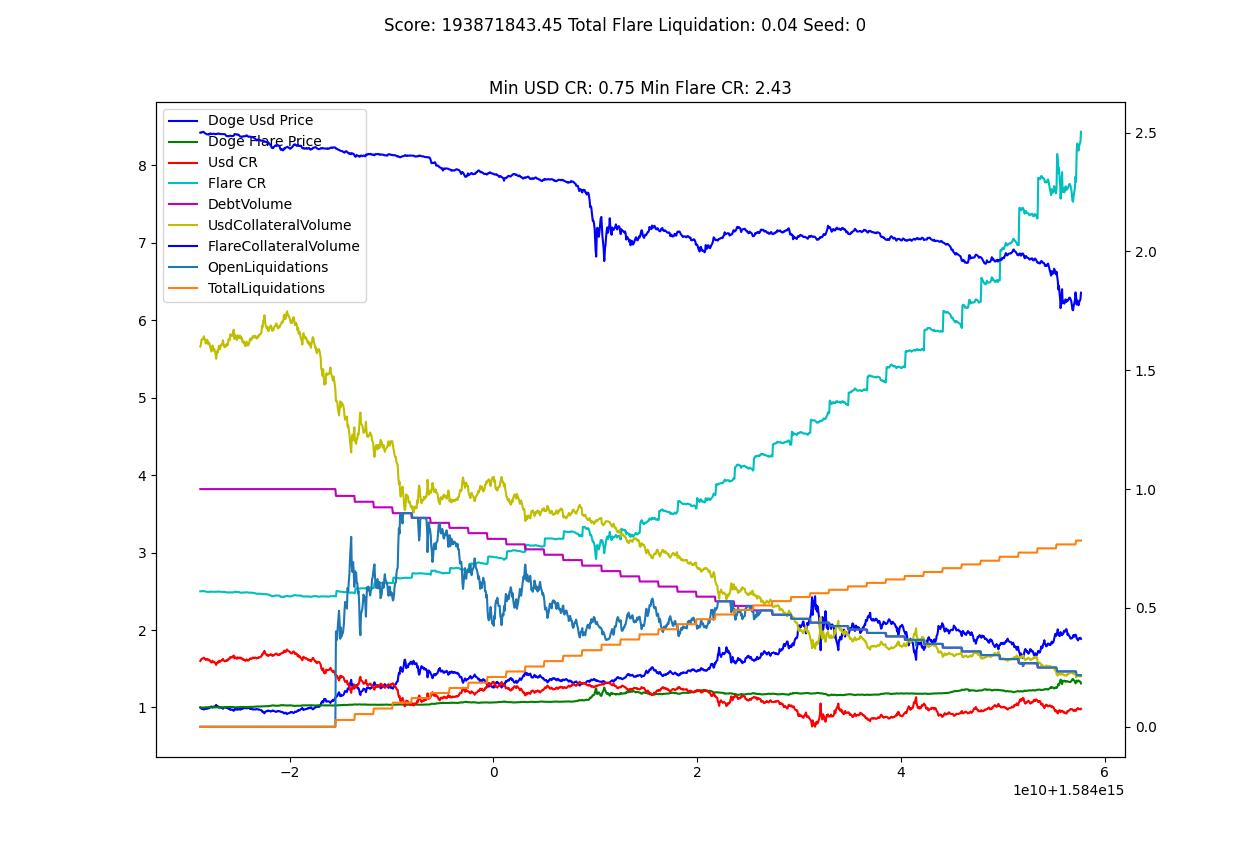 Score: 193871843.45 Total Flare Liquidation: 0.04 Seed: 0
Min USD CR: 0.75 Min Flare CR: 2.43
Doge Usd Price
Doge Flare Price
Usd CR
Flare CR
DebtVolume
UsdCollateralVolume
FlareCollateralVolume
OpenLiquidations
TotalLiquidations
8
7
6
5
4
3
2
1
2.5
2.0
1.5
1.0
0.5
0.0
−2 0 2 4 6
1e10+1.584e15